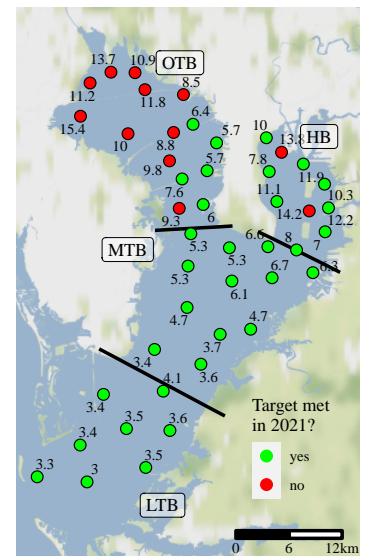 13.7 10.9
OTB
11.2 11.8 8.5
15.4 6.4
10 8.8 5.7 10 13.8 HB
9.8 5.7 7.8 11.9
7.6 11.1 10.3
9.3 6 14.2 12.2
MTB 5.3 5.3 6.6 8 7
5.3 6.1 6.7 6.3
4.7 3.7 4.7
3.4 3.6
4.1
3.4
3.5 3.6
3.4
3.3 3 3.5
LTB
Target met
in 2021?
yes
no
0 6 12km